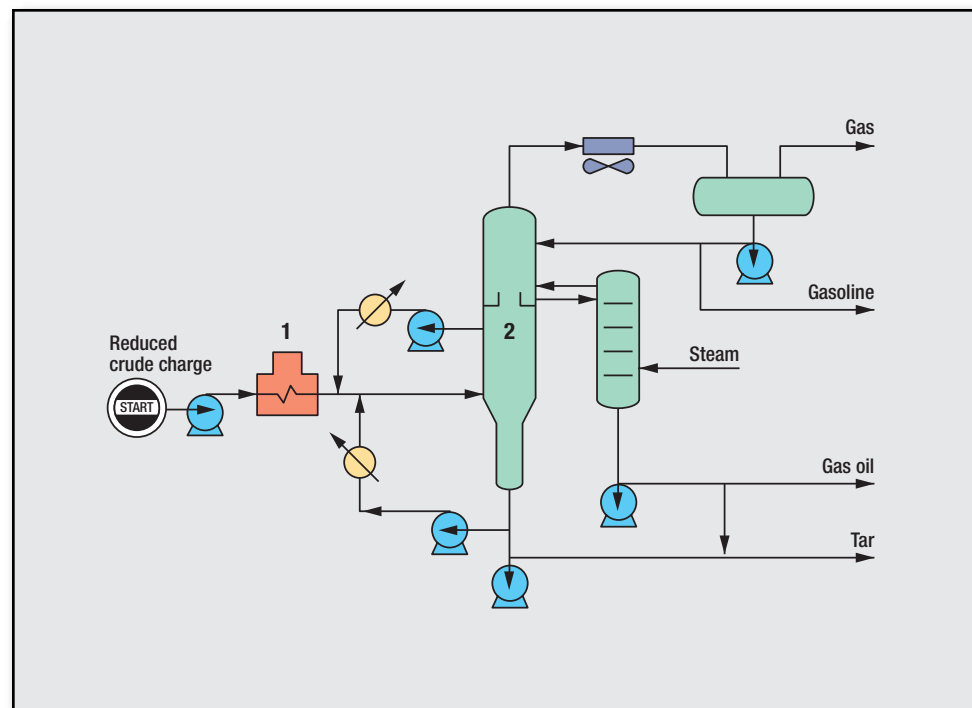 Gas
Gasoline
1
2
Reduced
crude charge
START
Steam
Gas oil
Tar